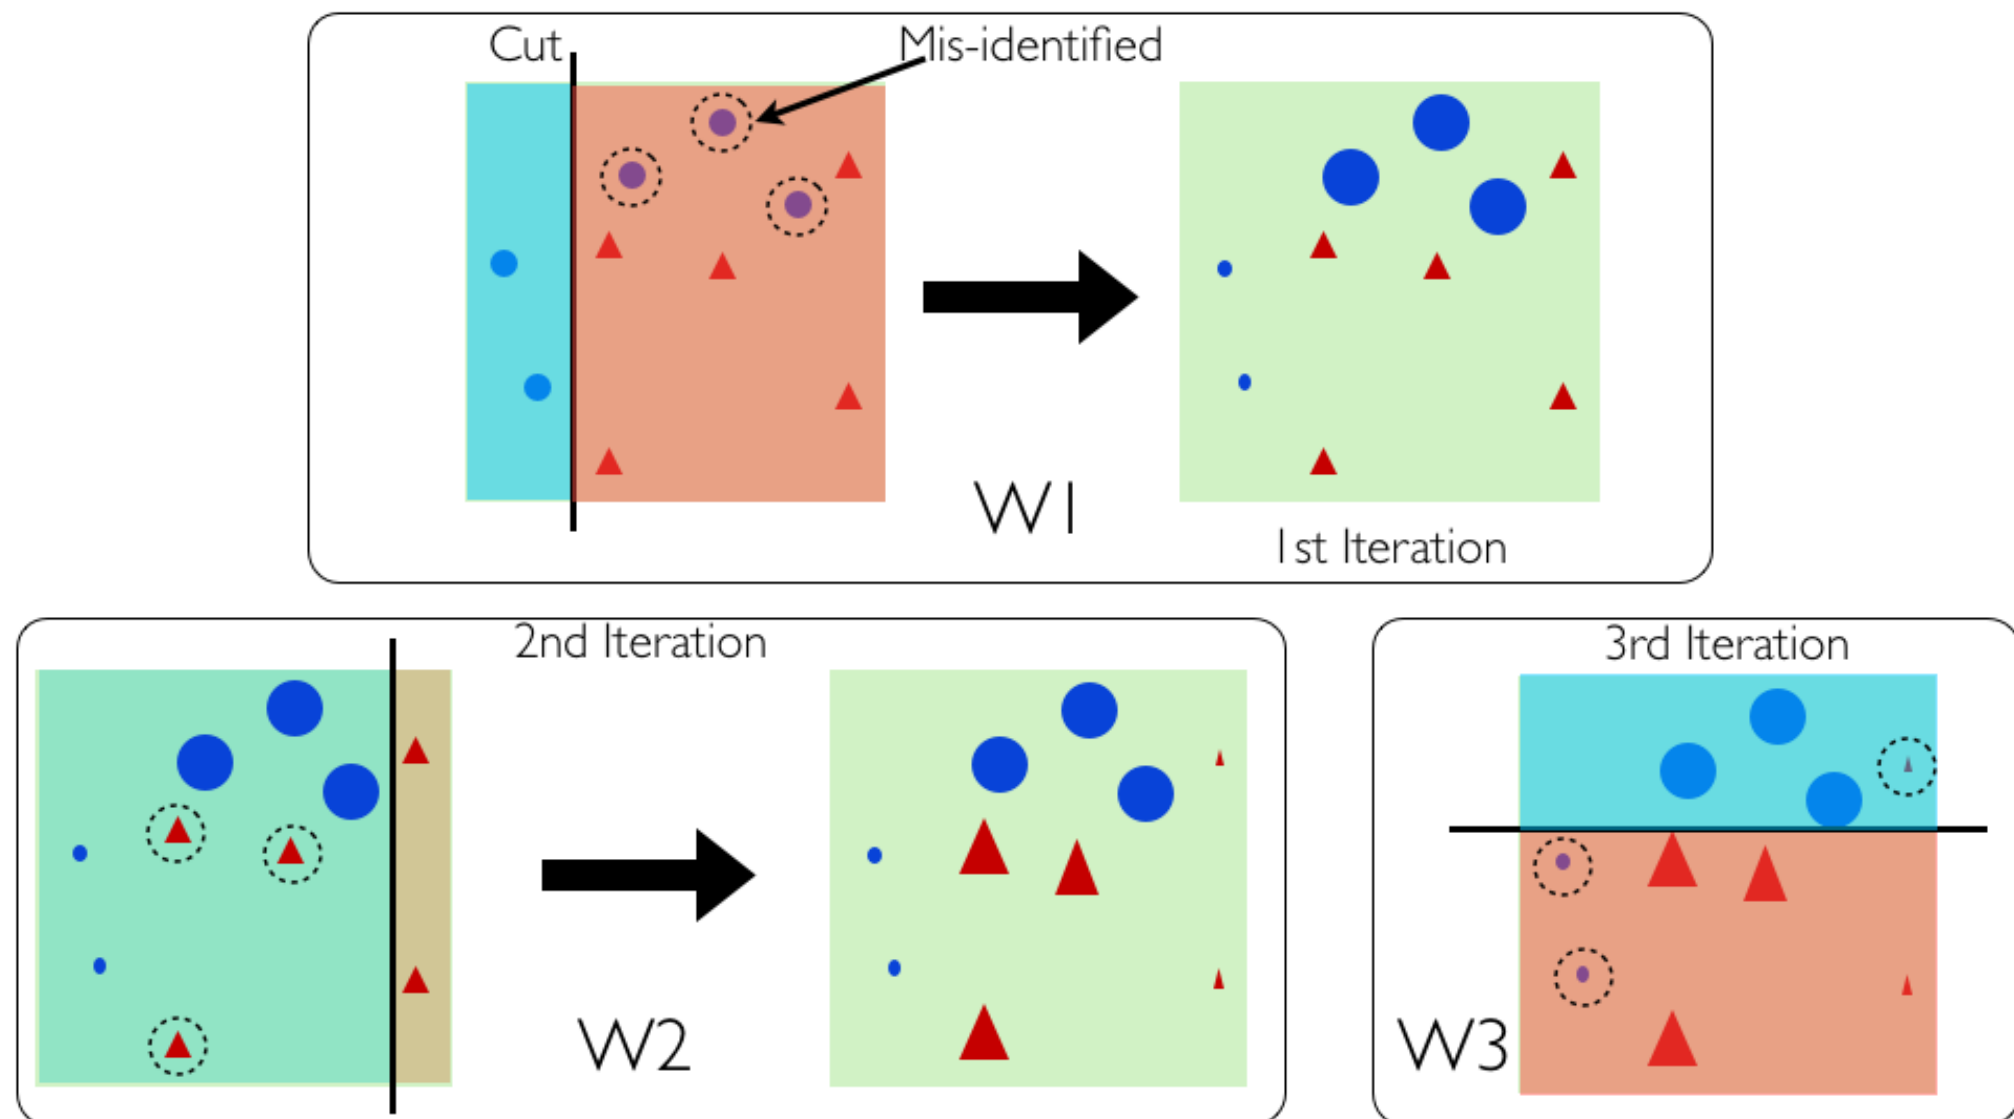 Cut
Mis-identified
W1
1st Iteration
2nd Iteration
W2
3rd Iteration
W3